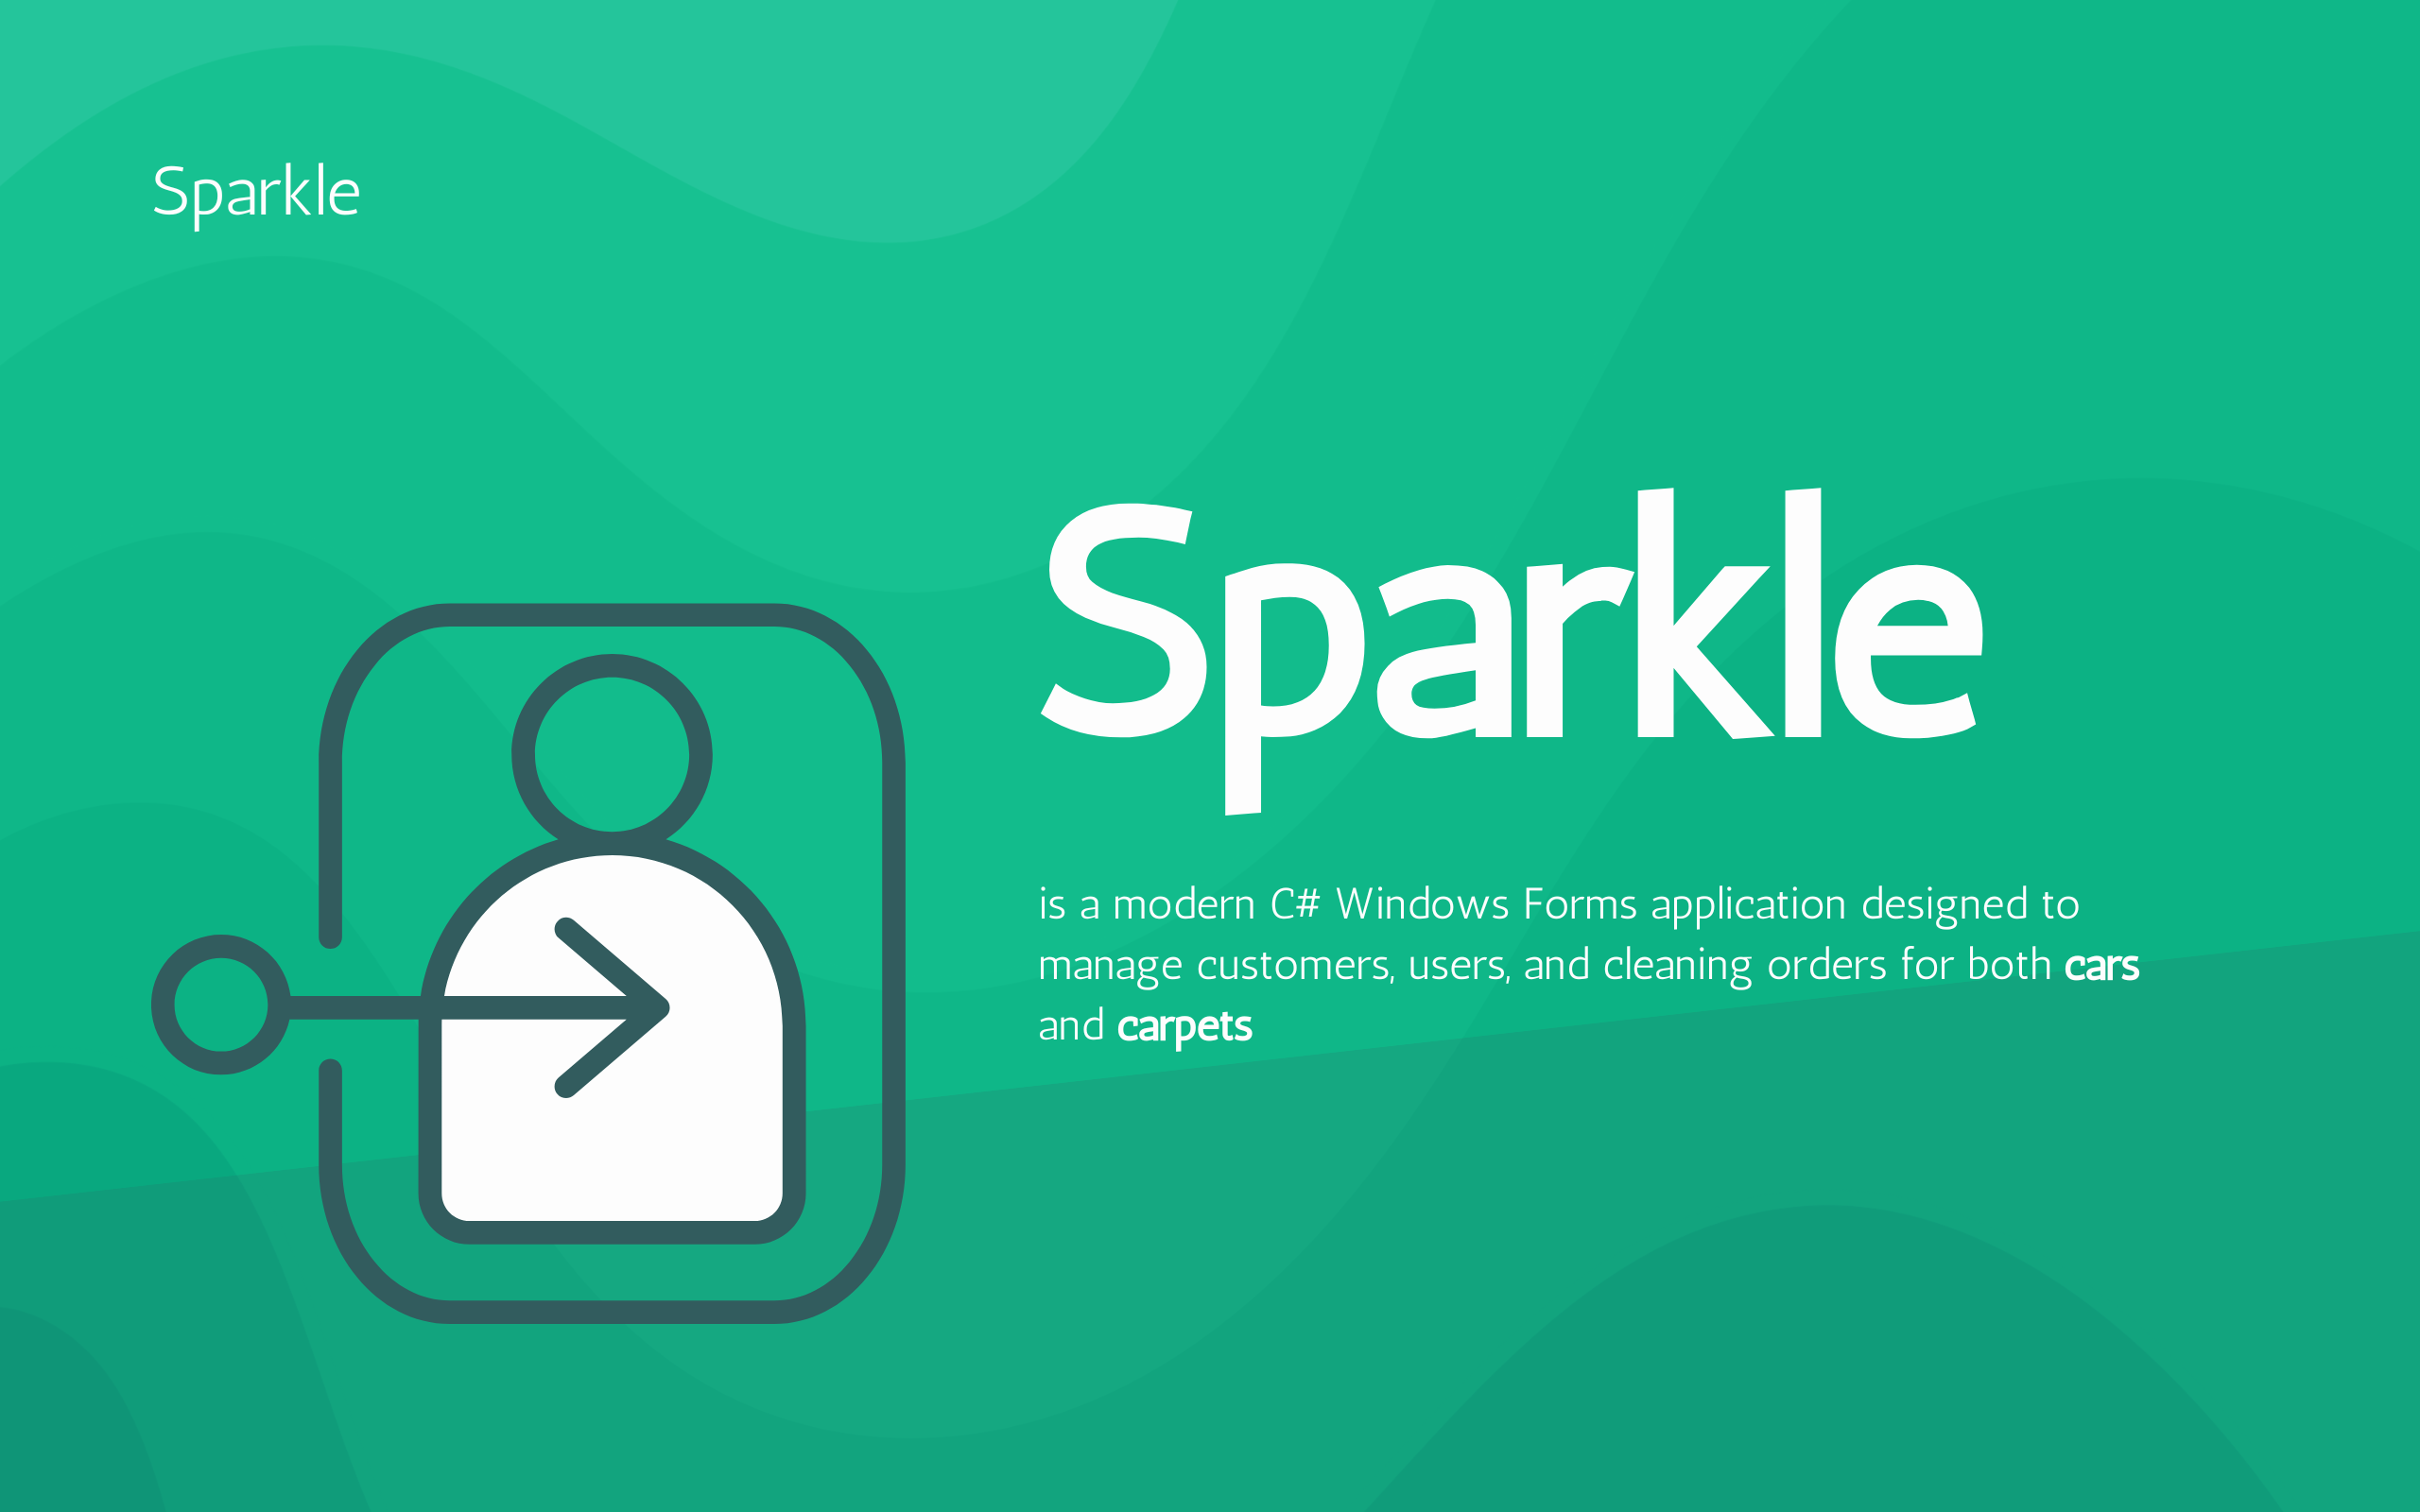 Sparkle
Sparkle
is a modern C# Windows Forms application designed to
manage customers, users, and cleaning orders for both cars
and carpets